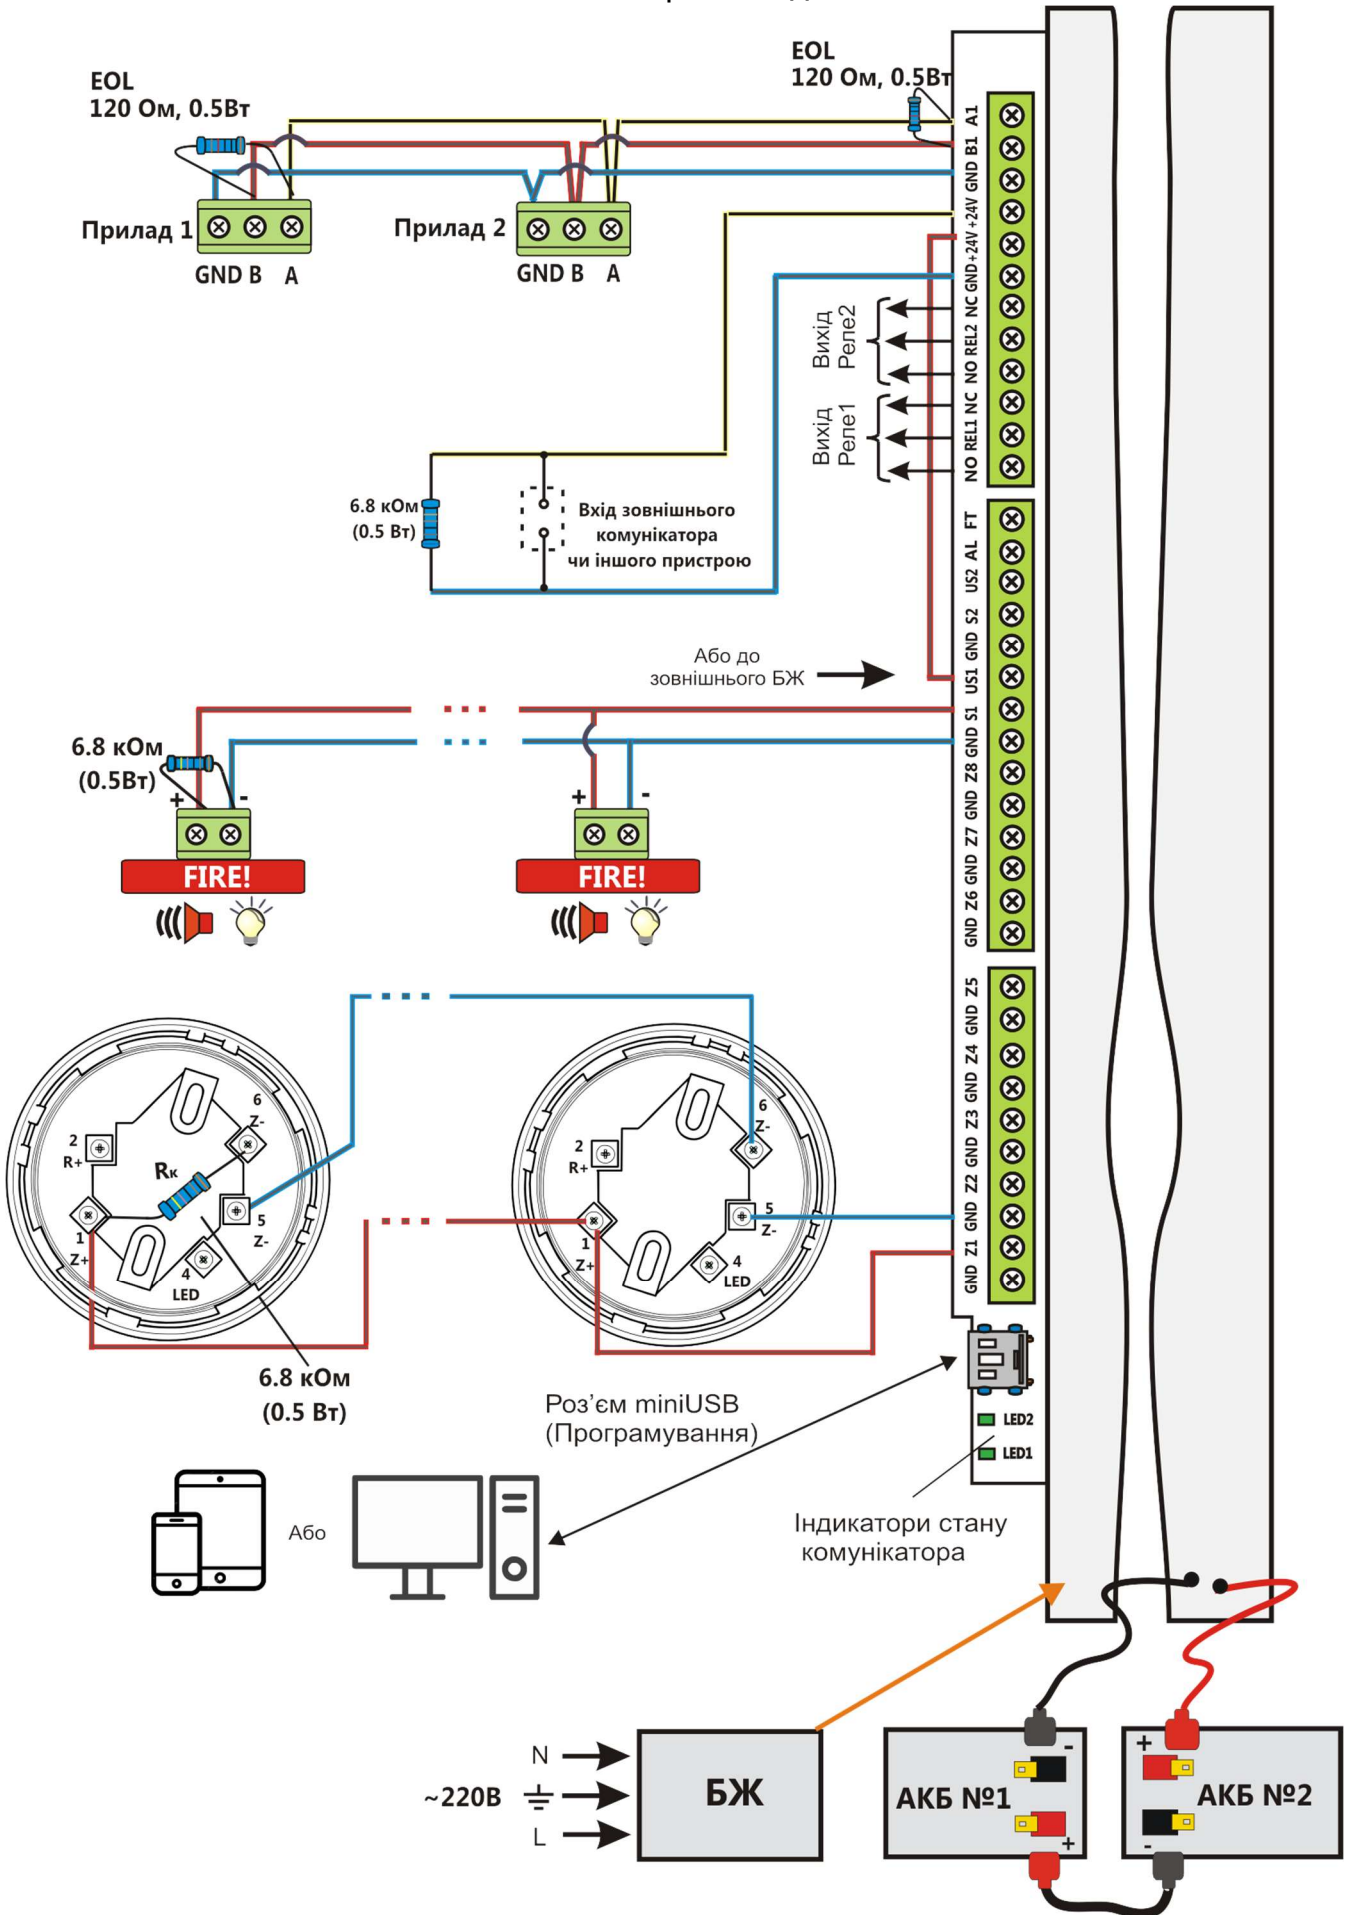 EOL
120 Ом, 0.5Вт
EOL
120 Ом, 0.5Вт
Прилад 1
GND B A
Прилад 2
GND B A
A1
B1
GND
+24V
+24V
GND
NC
REL2
NO
NC
REL1
NO
Вихід
Реле2
Вихід
Реле1
6.8 кОм
(0.5 Вт)
Вхід зовнішнього
комунікатора
чи іншого пристрою
FT
AL
US2
S2
GND
US1
S1
GND
Z8
GND
Z7
GND
Z6
GND
Або до
зовнішнього БЖ
6.8 кОм
(0.5Вт)
+ -
FIRE!
+ -
FIRE!
Z5
GND
Z4
GND
Z3
GND
Z2
GND
Z1
GND
6
Z-
2
R+
Rк
5
Z-
1
Z+
4
LED
6
Z-
2
R+
5
Z-
1
Z+
4
LED
6.8 кОм
(0.5 Вт)
Роз’єм miniUSB
(Програмування)
LED2
LED1
Або
Індикатори стану
комунікатора
N
~220В
L
БЖ
-
АКБ №1
+
+
АКБ №2
-